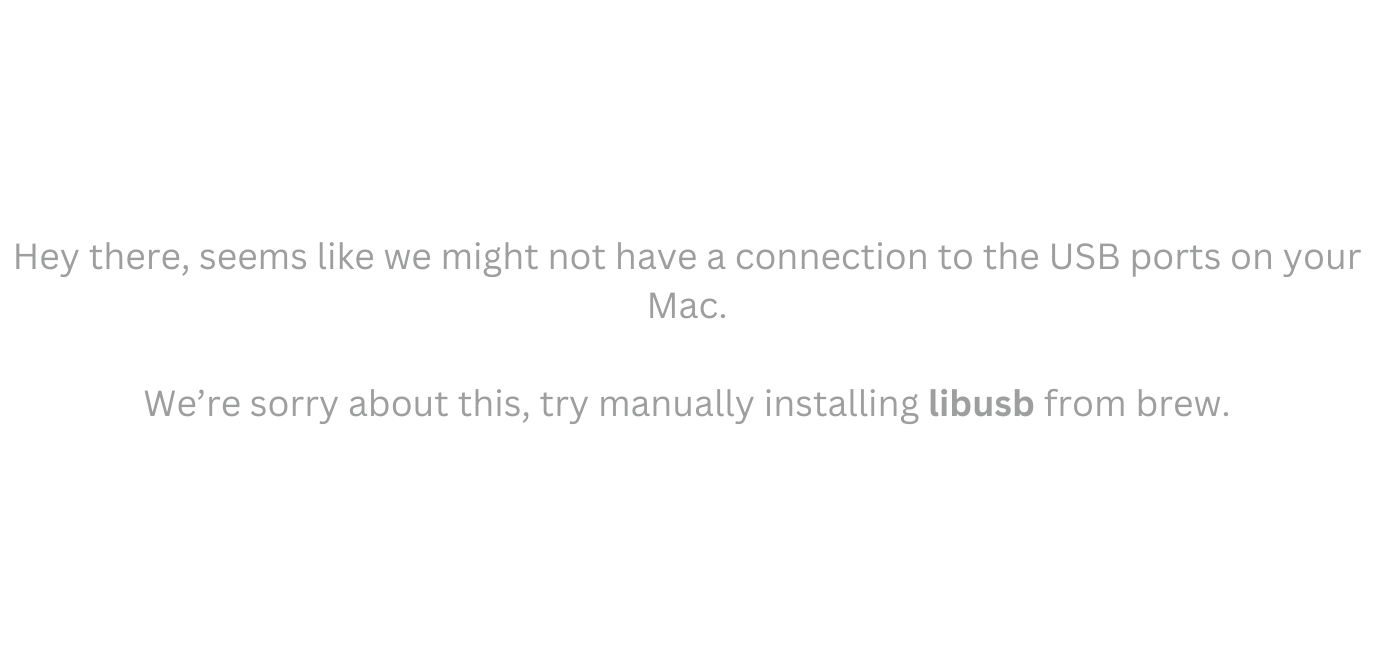 Hey there, seems like we might not have a connection to the USB ports on your
Mac.
We’re sorry about this, try manually installing libusb from brew.